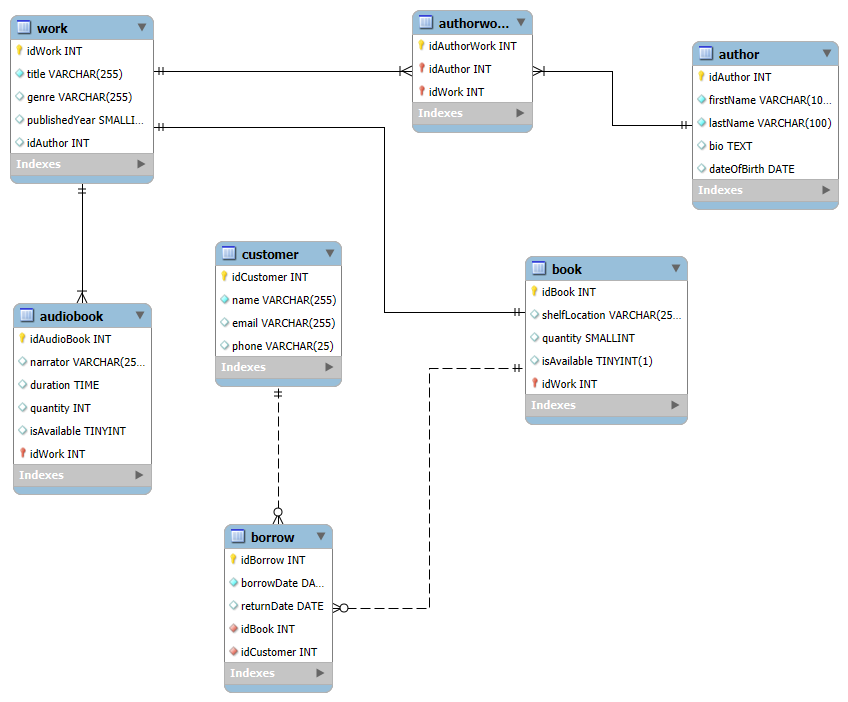 work
idWork INT
title VARCHAR(255)
genre VARCHAR(255)
publishedYear SMALLI...
idAuthor INT
Indexes
authorwo...
idAuthorWork INT
idAuthor INT
idWork INT
Indexes
author
idAuthor INT
firstName VARCHAR(10...
lastName VARCHAR(100)
bio TEXT
dateOfBirth DATE
Indexes
customer
idCustomer INT
name VARCHAR(255)
email VARCHAR(255)
phone VARCHAR(25)
Indexes
book
idBook INT
shelfLocation VARCHAR(25...
quantity SMALLINT
isAvailable TINYINT(1)
idWork INT
Indexes
audiobook
idAudioBook INT
narrator VARCHAR(25...
duration TIME
quantity INT
isAvailable TINYINT
idWork INT
Indexes
borrow
idBorrow INT
borrowDate DA...
returnDate DATE
idBook INT
idCustomer INT
Indexes